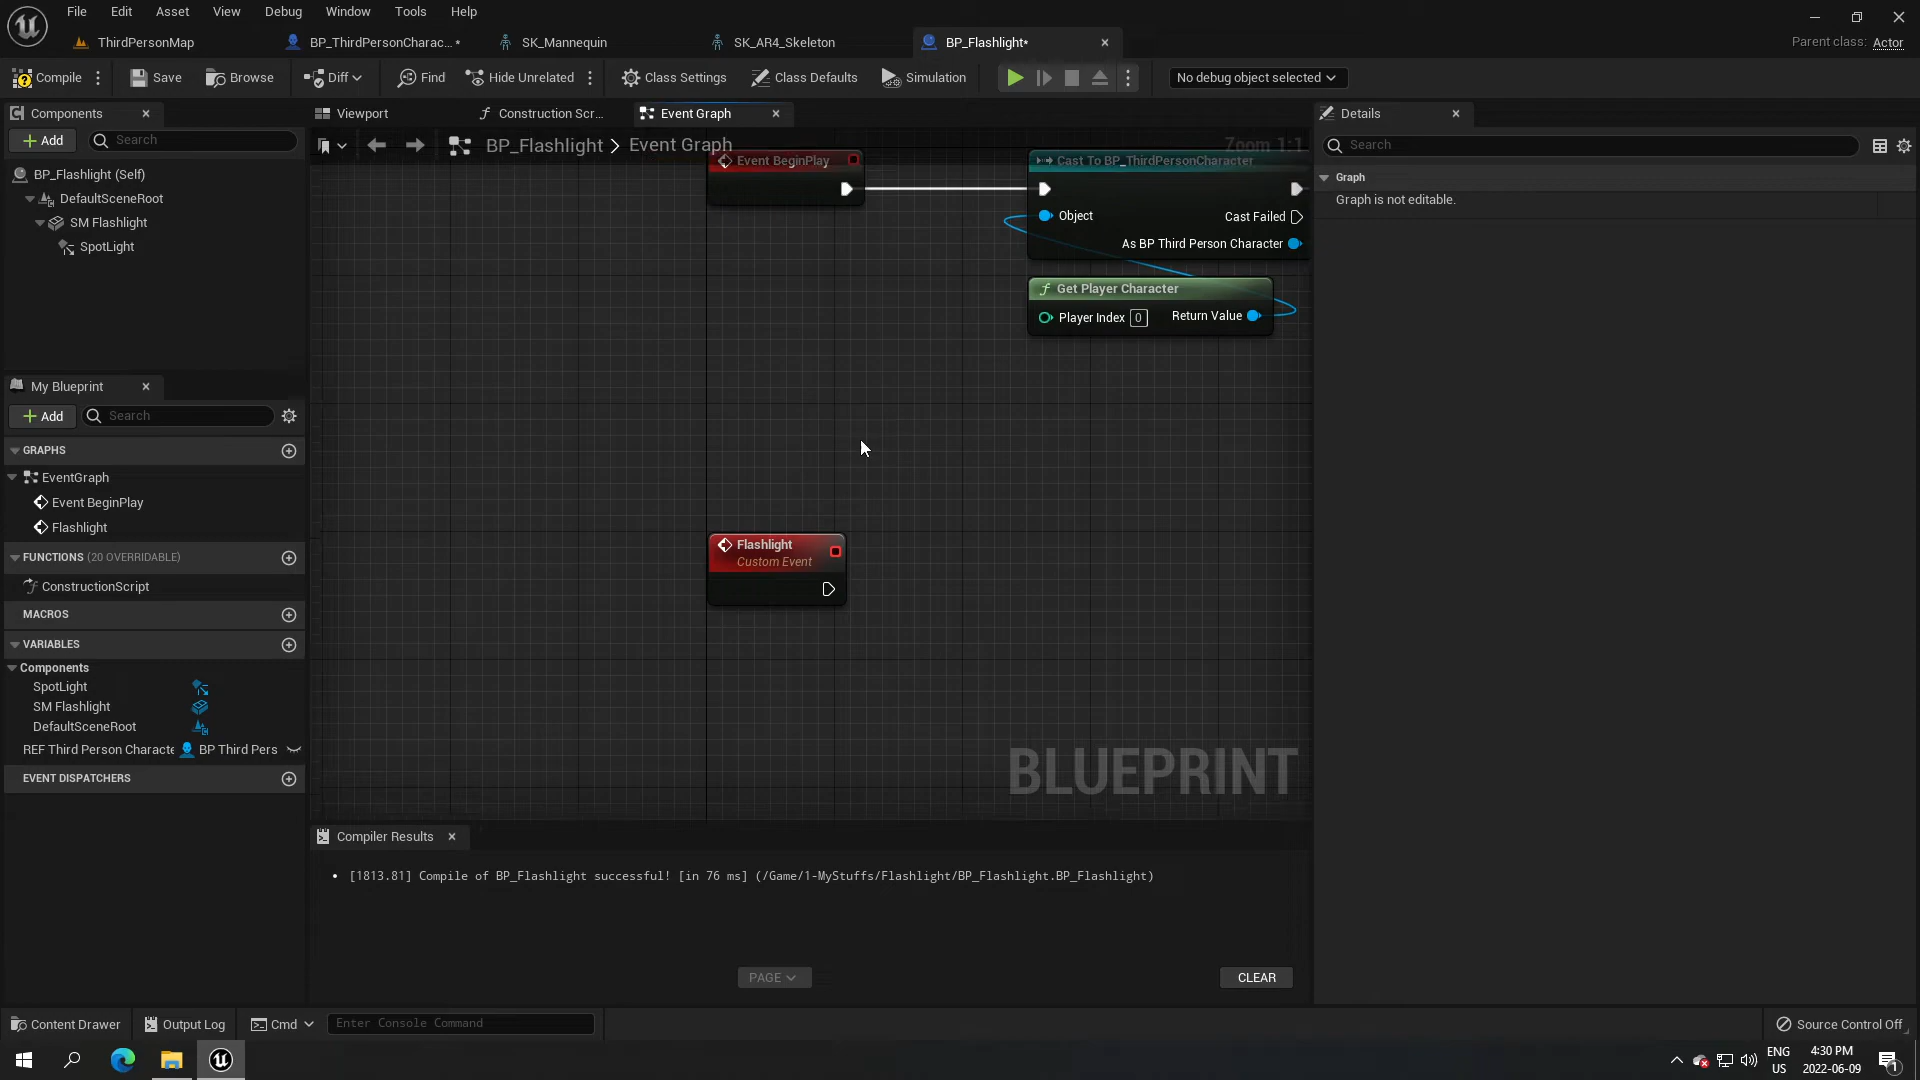 File Edit Asset View Debug Window Tools Help
ThirdPersonMap
BP_ThirdPersonCharac...*
SK_Mannequin
SK_AR4_Skeleton
BP_Flashlight*
Parent class: Actor
Compile
Save
Browse
Diff
Find
Hide Unrelated
Class Settings
Class Defaults
Simulation
No debug object selected
Components
Viewport
Construction Scr...
Event Graph
Details
Add
Search
BP_Flashlight > Event Graph
Zoom 1:1
Search
BP_Flashlight (Self)
DefaultSceneRoot
SM Flashlight
SpotLight
Event BeginPlay
Cast To BP_ThirdPersonCharacter
Object
Cast Failed
As BP Third Person Character
Get Player Character
Player Index 0
Return Value
Graph
Graph is not editable.
My Blueprint
Add
Search
GRAPHS
EventGraph
Event BeginPlay
Flashlight
FUNCTIONS (20 OVERRIDABLE)
ConstructionScript
MACROS
VARIABLES
Components
SpotLight
SM Flashlight
DefaultSceneRoot
REF Third Person Characte
BP Third Pers
EVENT DISPATCHERS
Flashlight
Custom Event
BLUEPRINT
Compiler Results
• [1813.81] Compile of BP_Flashlight successful! [in 76 ms] (/Game/1-MyStuffs/Flashlight/BP_Flashlight.BP_Flashlight)
PAGE
CLEAR
Content Drawer
Output Log
Cmd
Enter Console Command
Source Control Off
ENG
US
4:30 PM
2022-06-09
1